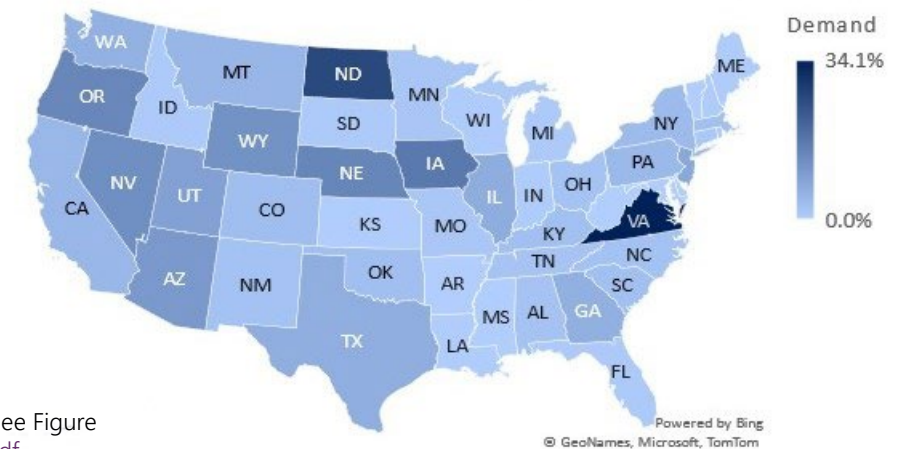 Demand
34.1%
0.0%
WA
MT
ND
MN
ME
OR
ID
SD
WI
MI
NY
WY
IA
PA
NE
NV
UT
IL
IN
OH
CA
CO
KS
MO
KY
VA
AZ
NM
OK
TN
NC
AR
SC
MS
AL
GA
TX
LA
FL
ee Figure
df
Powered by Bing
© GeoNames, Microsoft, TomTom